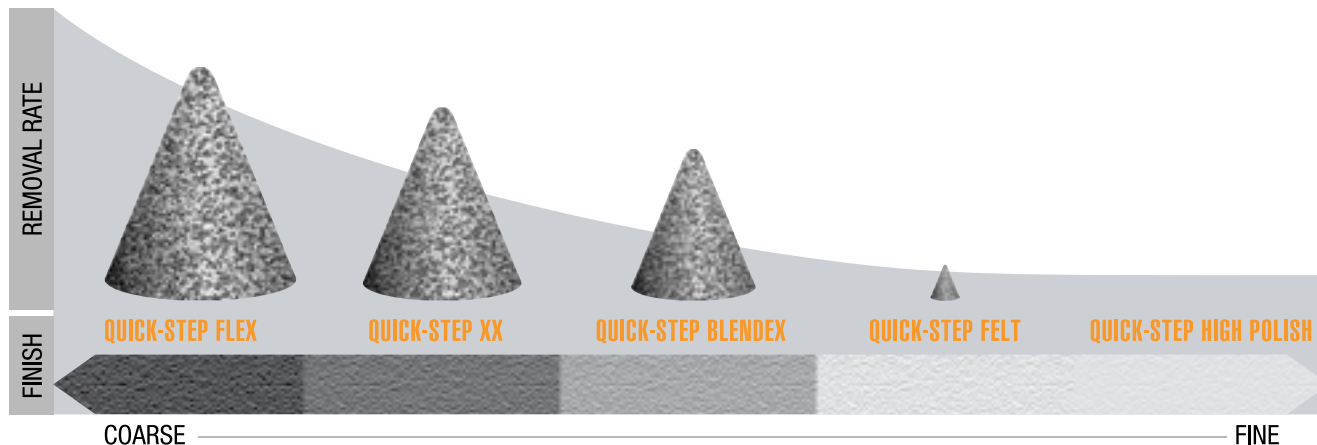 REMOVAL RATE
QUICK-STEP FLEX
QUICK-STEP XX
QUICK-STEP BLENDEX
QUICK-STEP FELT
QUICK-STEP HIGH POLISH
FINISH
COARSE
FINE